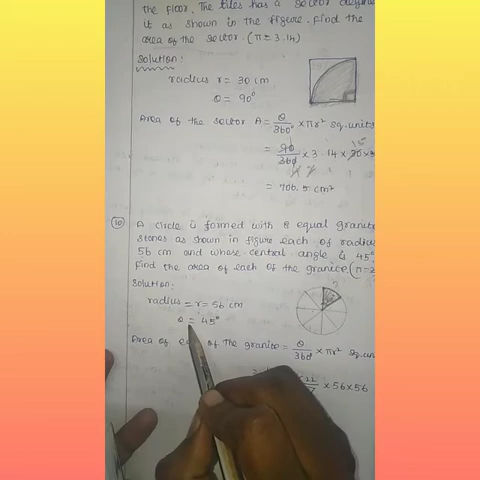 the floor. The tiles has a sector
it as shown in the figure. find the
area of the sector. (π = 3.14)
Solution:
radius r = 30 cm
θ = 90°
Area of the sector A = θ/360° × πr² sq.units
= 90/360 × 3.14 × 30 ×
= 706.5 cm²
10 A circle is formed with 8 equal granite
stones as shown in figure each of radius
56 cm and whose central angle is 45°
Find the area of each of the granite (π =
Solution:
radius = r = 56 cm
θ = 45°
Area of each of the granite = θ/360 × πr² sq.un
22 × 56 × 56